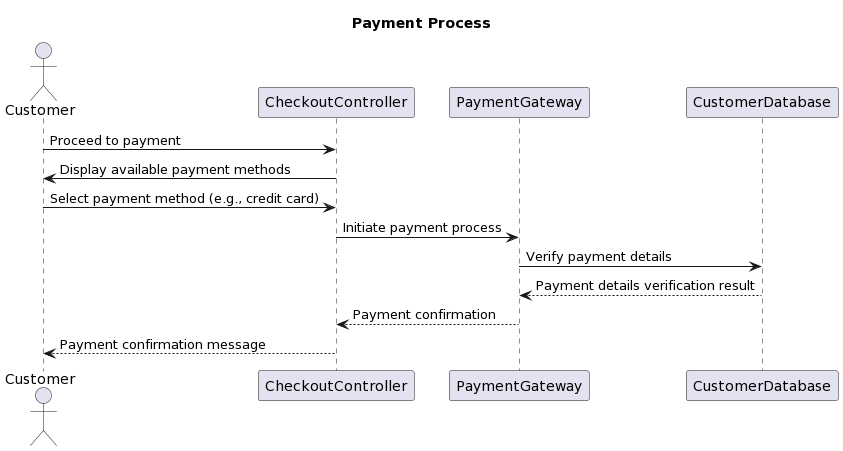 Payment Process
Customer
CheckoutController
PaymentGateway
CustomerDatabase
Proceed to payment
Display available payment methods
Select payment method (e.g., credit card)
Initiate payment process
Verify payment details
Payment details verification result
Payment confirmation
Payment confirmation message
Customer
CheckoutController
PaymentGateway
CustomerDatabase